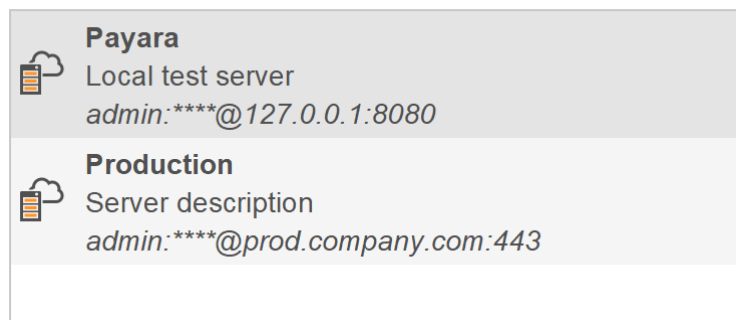 Payara
Local test server
admin:****@127.0.0.1:8080
Production
Server description
admin:****@prod.company.com:443